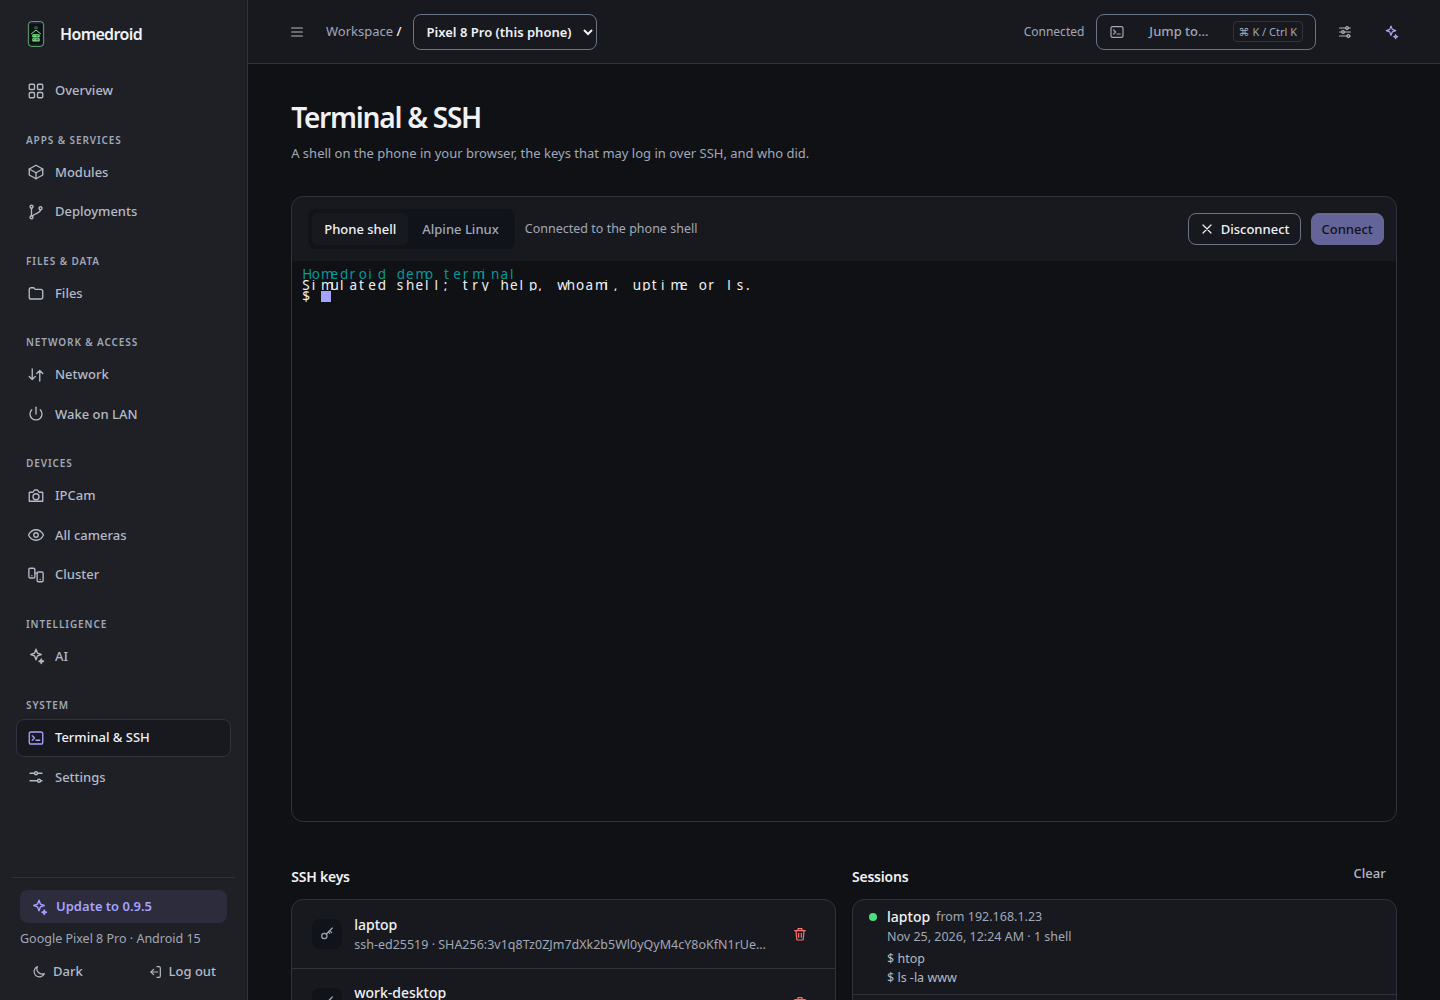 Homedroid
Overview
APPS & SERVICES
Modules
Deployments
FILES & DATA
Files
NETWORK & ACCESS
Network
Wake on LAN
DEVICES
IPCam
All cameras
Cluster
INTELLIGENCE
AI
SYSTEM
Terminal & SSH
Settings
Update to 0.9.5
Google Pixel 8 Pro · Android 15
Dark
Log out
Workspace /
Pixel 8 Pro (this phone)
Connected
Jump to...
⌘ K / Ctrl K
Terminal & SSH
A shell on the phone in your browser, the keys that may log in over SSH, and who did.
Phone shell
Alpine Linux
Connected to the phone shell
Disconnect
Connect
Homedroid demo terminal
Simulated shell; try help, whoami, uptime or ls.
$
SSH keys
laptop
ssh-ed25519 · SHA256:3v1q8Tz0ZJm7dXk2b5Wl0yQyM4cY8oKfN1rUe...
work-desktop
Sessions
Clear
laptop from 192.168.1.23
Nov 25, 2026, 12:24 AM · 1 shell
$ htop
$ ls -la www